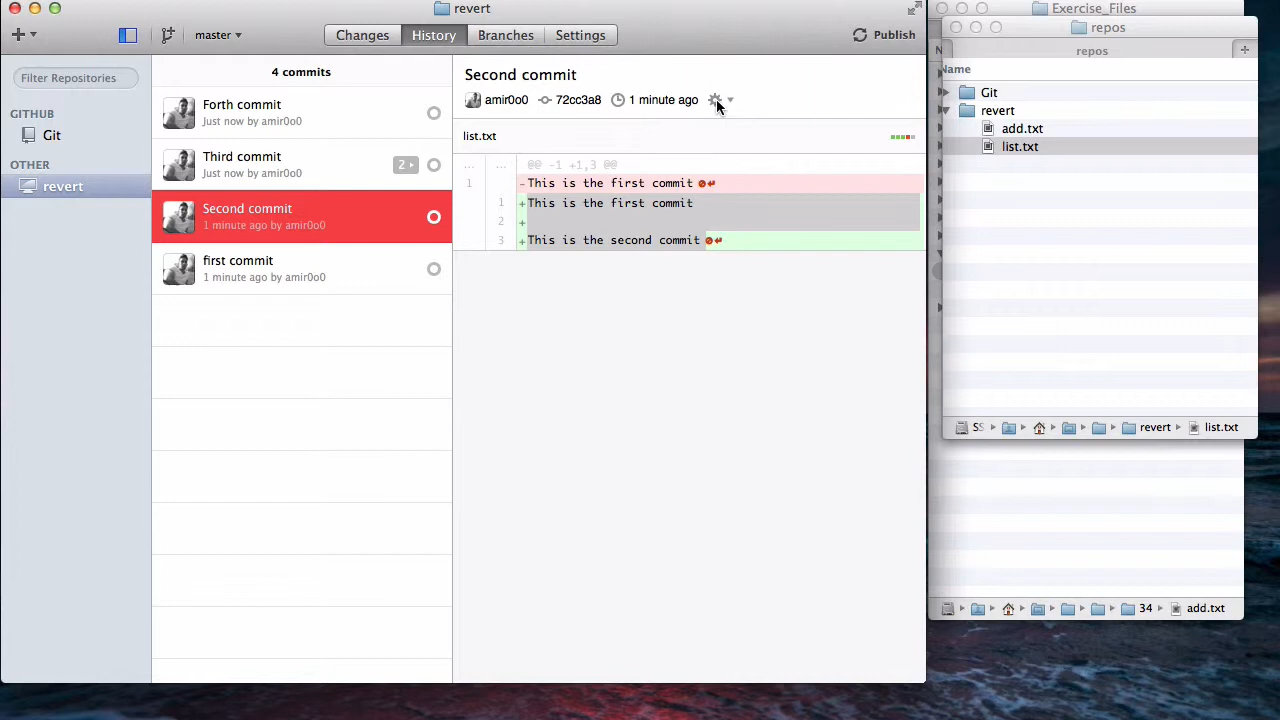 revert
master
Changes
History
Branches
Settings
Publish
Filter Repositories
GITHUB
Git
OTHER
revert
4 commits
Forth commit
Just now by amir0o0
Third commit
Just now by amir0o0
2
Second commit
1 minute ago by amir0o0
first commit
1 minute ago by amir0o0
Second commit
amir0o0 72cc3a8 1 minute ago
list.txt
... ... @@ -1 +1,3 @@
1 -This is the first commit
1 +This is the first commit
2 +
3 +This is the second commit
Exercise_Files
repos
repos
Name
Git
revert
add.txt
list.txt
revert
list.txt
34
add.txt